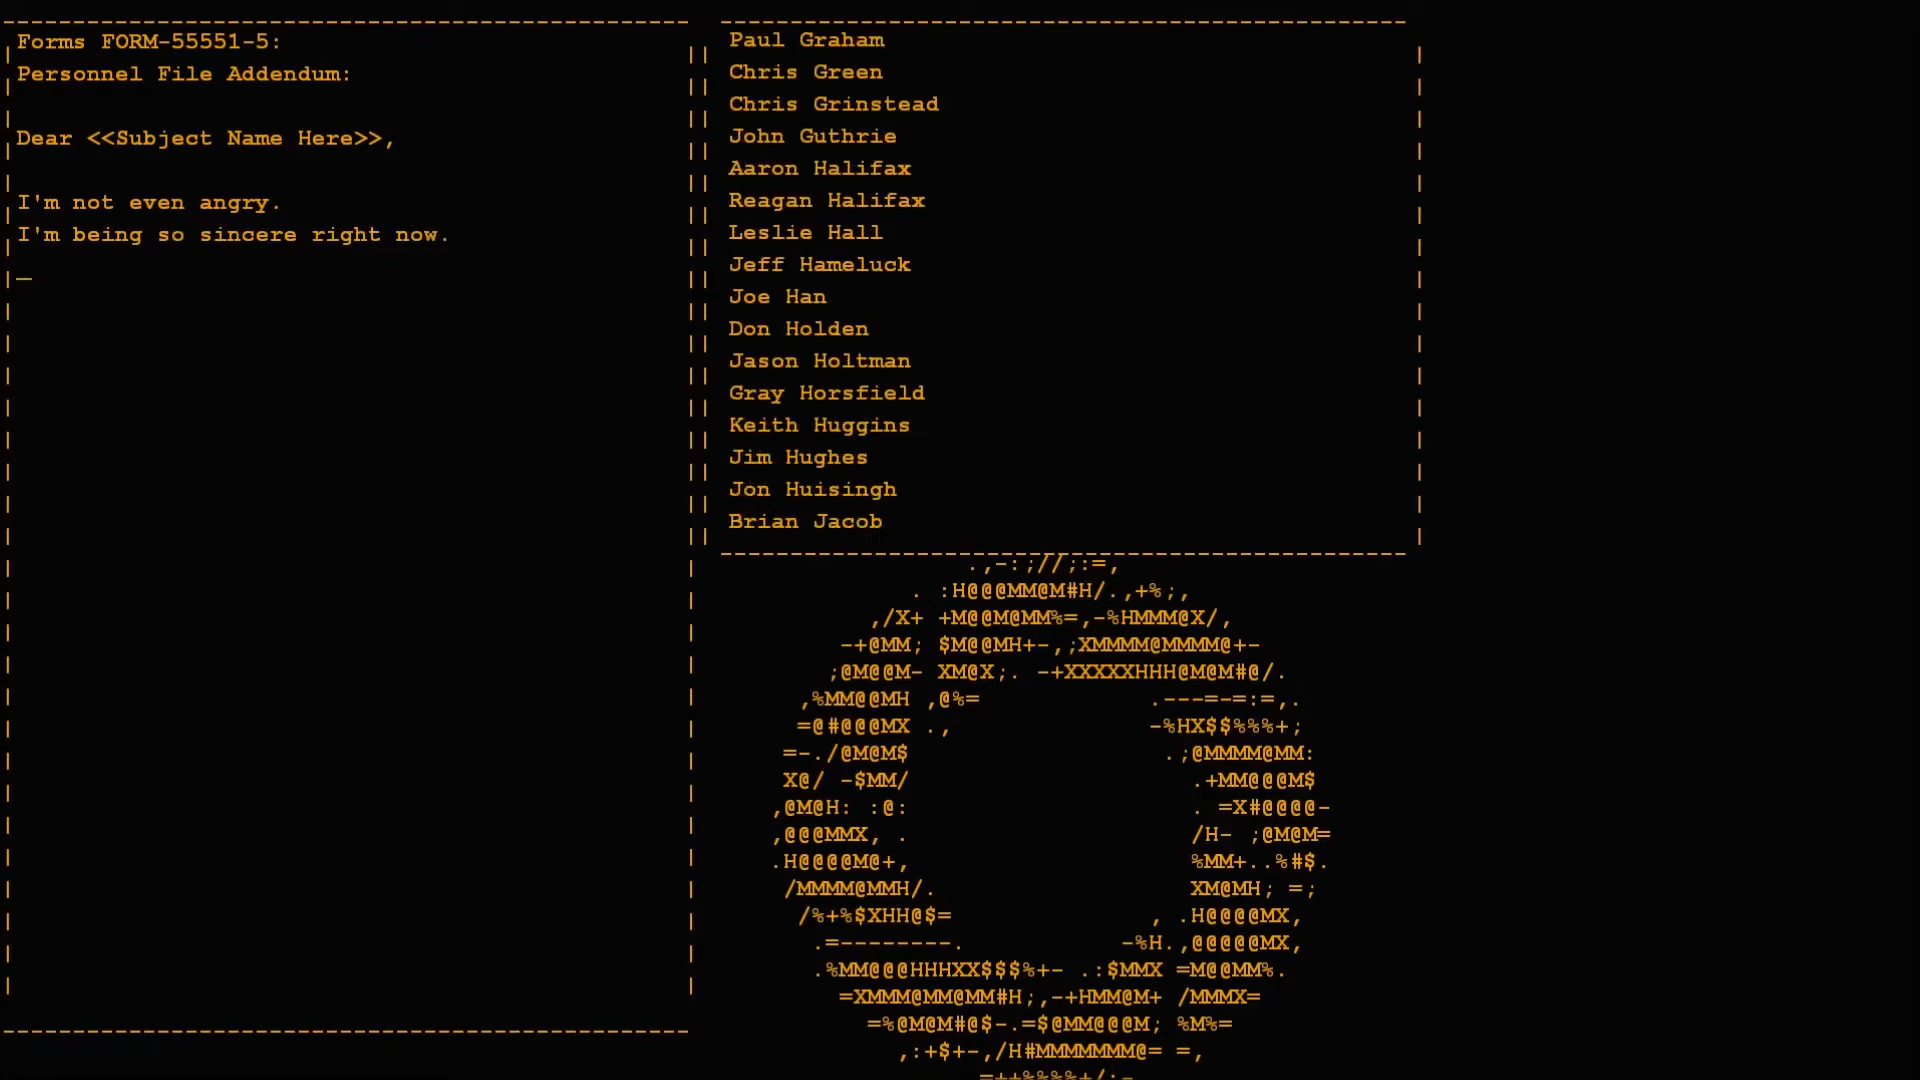 Forms FORM-55551-5:
Personnel File Addendum:
Dear <<Subject Name Here>>,
I'm not even angry.
I'm being so sincere right now.
Paul Graham
Chris Green
Chris Grinstead
John Guthrie
Aaron Halifax
Reagan Halifax
Leslie Hall
Jeff Hameluck
Joe Han
Don Holden
Jason Holtman
Gray Horsfield
Keith Huggins
Jim Hughes
Jon Huisingh
Brian Jacob